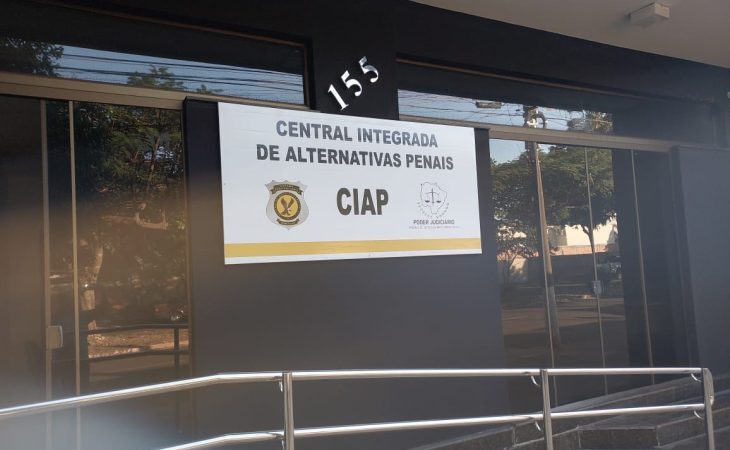 155
CENTRAL INTEGRADA
DE ALTERNATIVAS PENAIS
CIAP
PODER JUDICIÁRIO